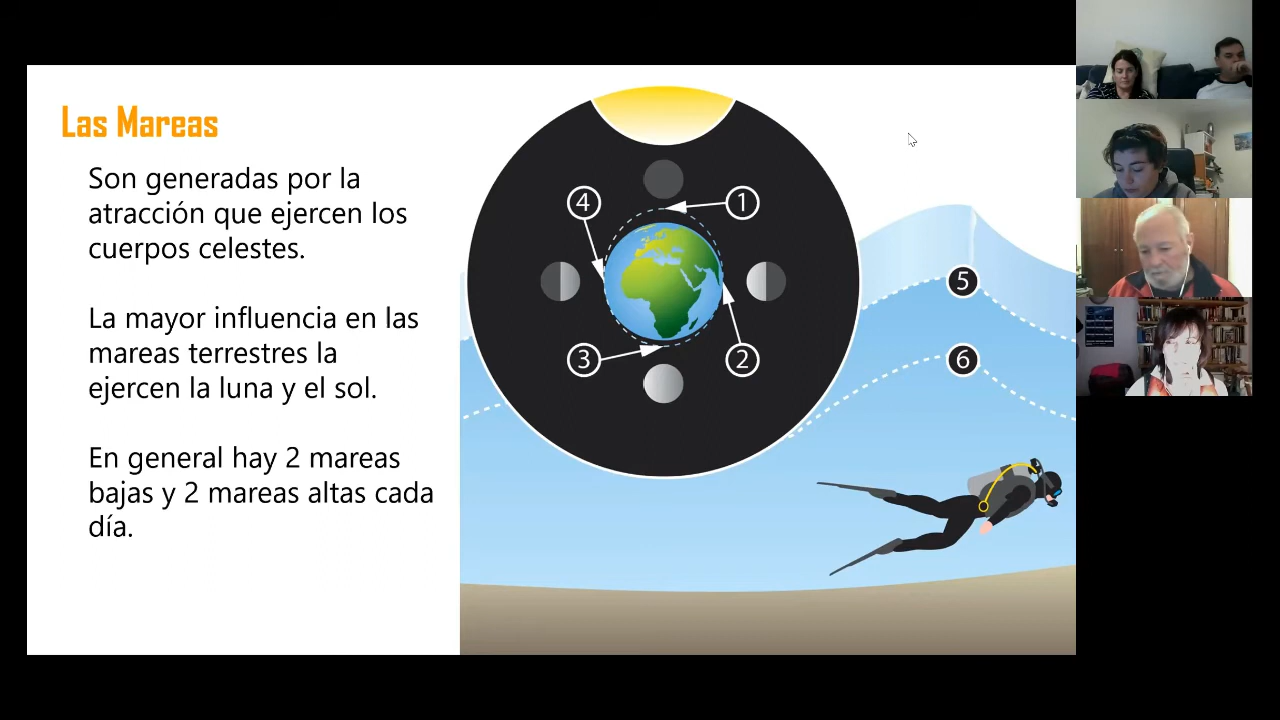 Las Mareas
Son generadas por la
atracción que ejercen los
cuerpos celestes.
La mayor influencia en las
mareas terrestres la
ejercen la luna y el sol.
En general hay 2 mareas
bajas y 2 mareas altas cada
día.
4
1
3
2
5
6